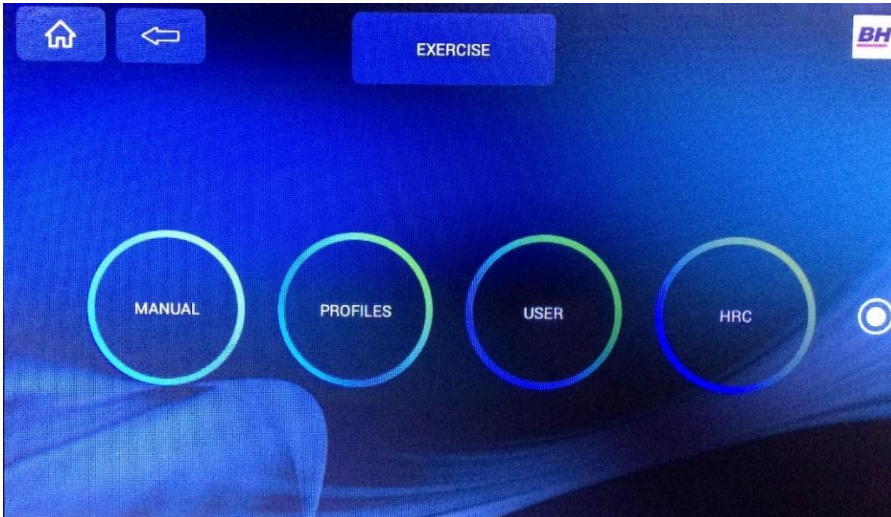 EXERCISE
BH
MANUAL
PROFILES
USER
HRC